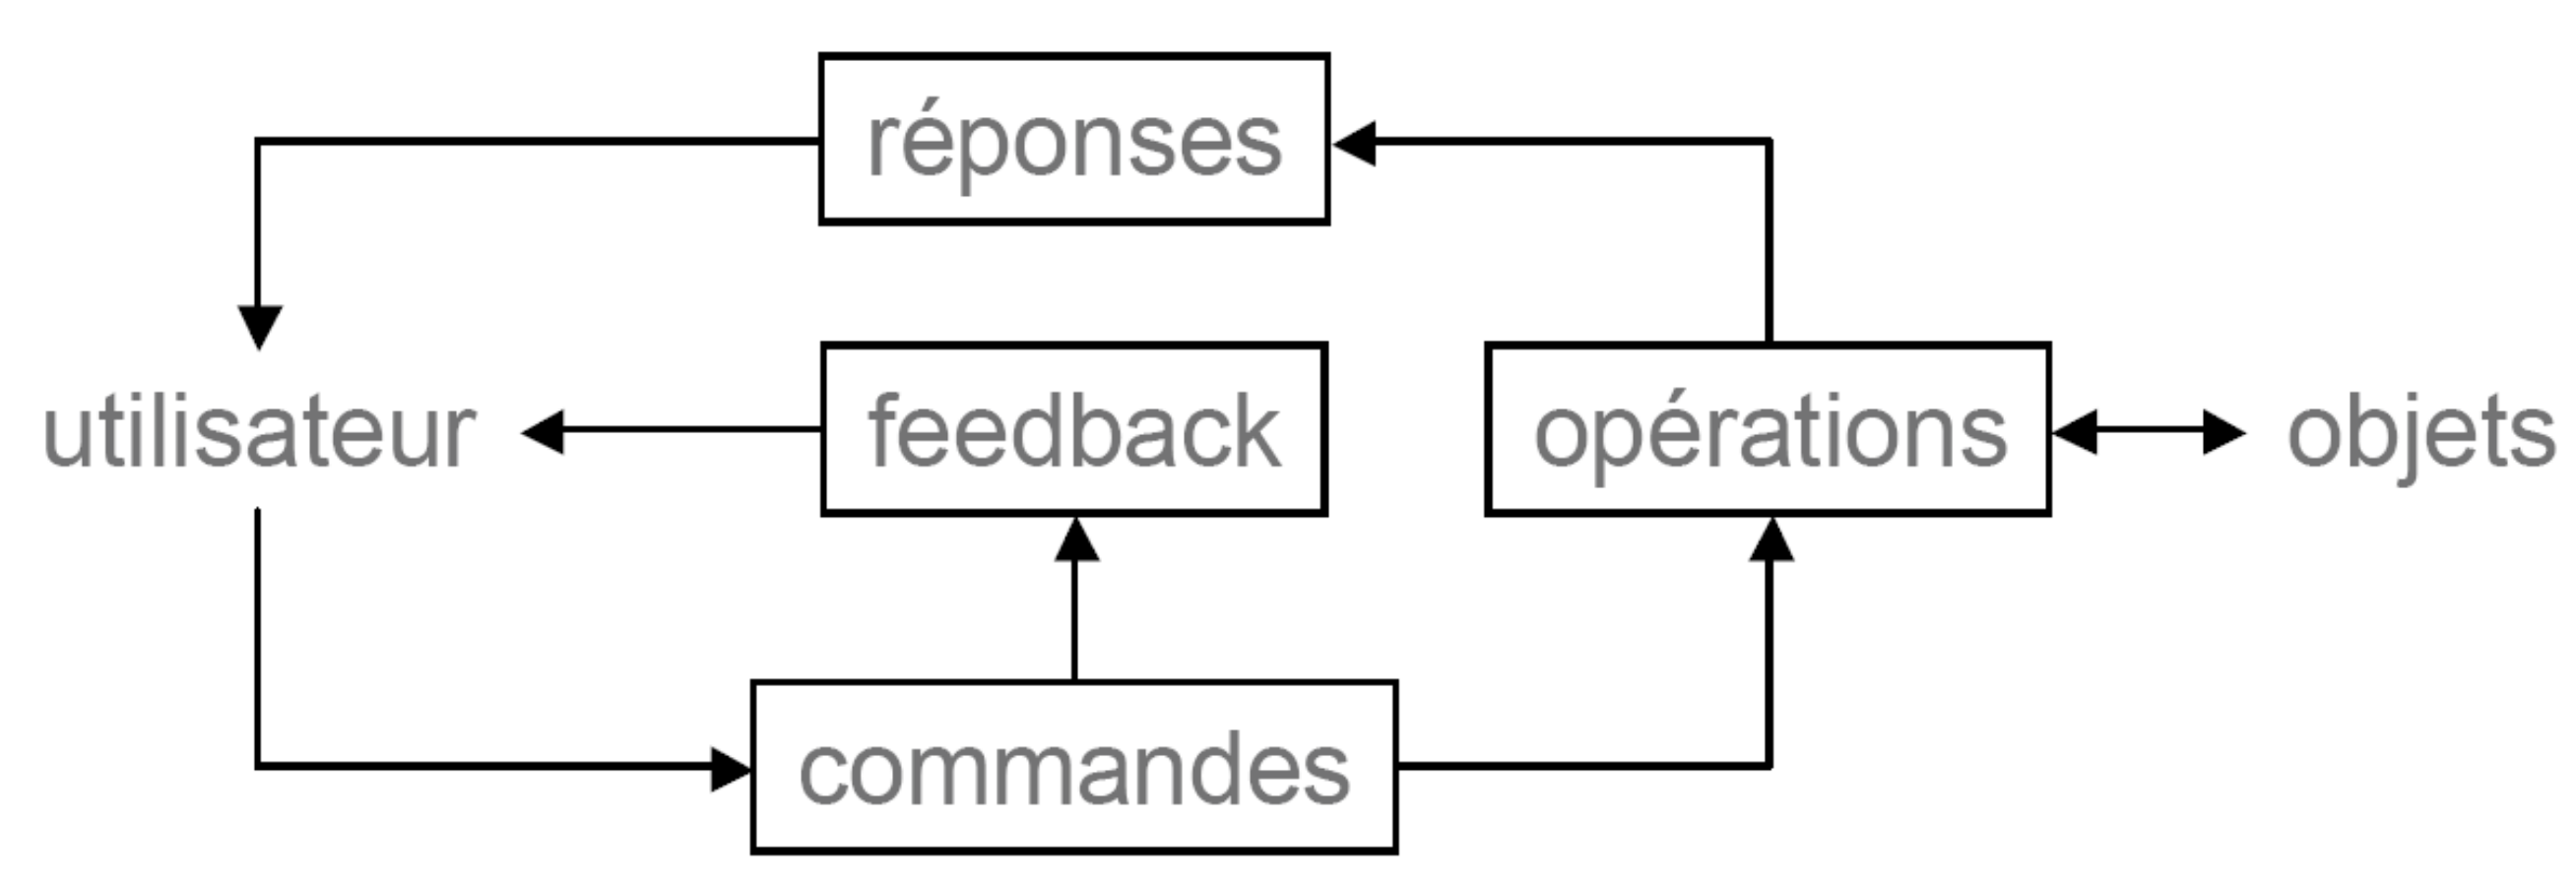 réponses
utilisateur
feedback
opérations
objets
commandes